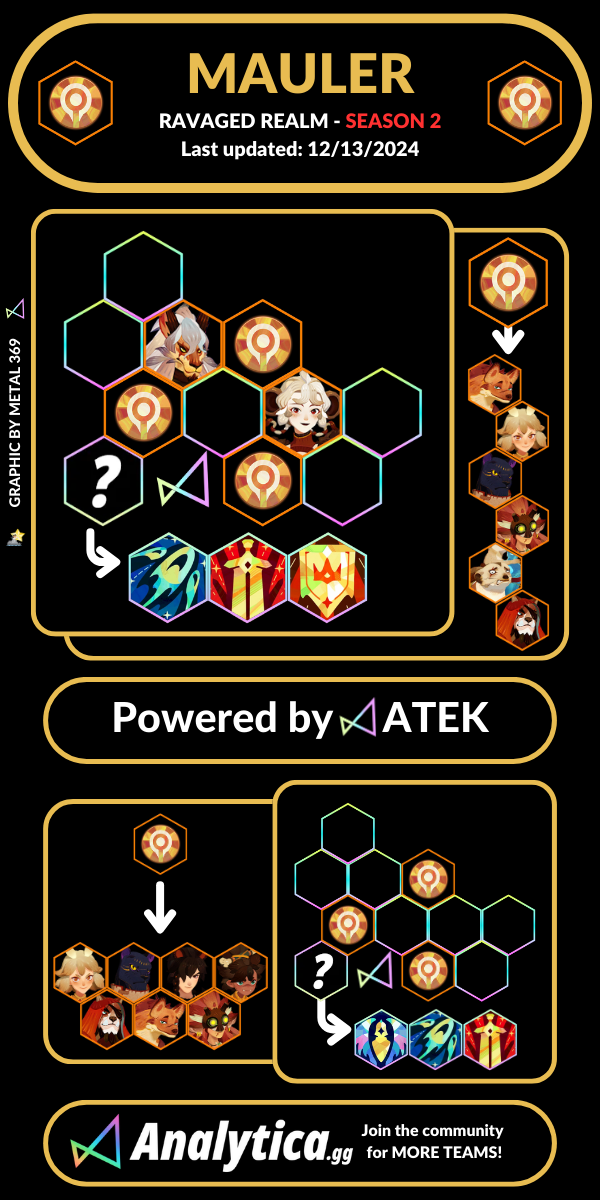 MAULER
RAVAGED REALM - SEASON 2
Last updated: 12/13/2024
GRAPHIC BY METAL 369
?
Powered by ATEK
?
Analytica.gg
Join the community
for MORE TEAMS!